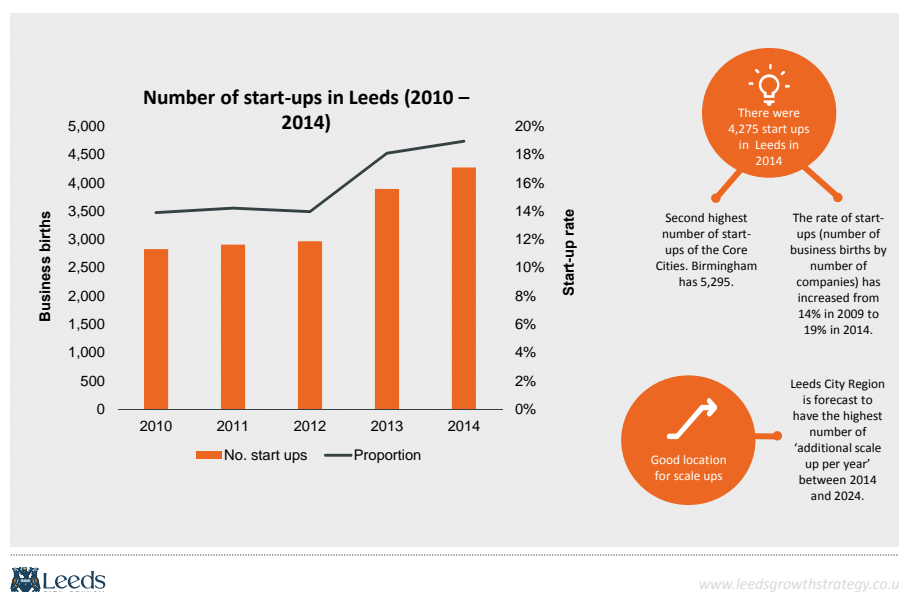 Number of start-ups in Leeds (2010 –
2014)
5,000
4,500
4,000
3,500
3,000
2,500
2,000
1,500
1,000
500
0
Business births
20%
18%
16%
14%
12%
10%
8%
6%
4%
2%
0%
Start-up rate
2010 2011 2012 2013 2014
No. start ups Proportion
There were
4,275 start ups
in Leeds in
2014
Second highest
number of start-
ups of the Core
Cities. Birmingham
has 5,295.
The rate of start-
ups (number of
business births by
number of
companies) has
increased from
14% in 2009 to
19% in 2014.
Good location
for scale ups
Leeds City Region
is forecast to
have the highest
number of
‘additional scale
up per year’
between 2014
and 2024.
Leeds
www.leedsgrowthstrategy.co.u